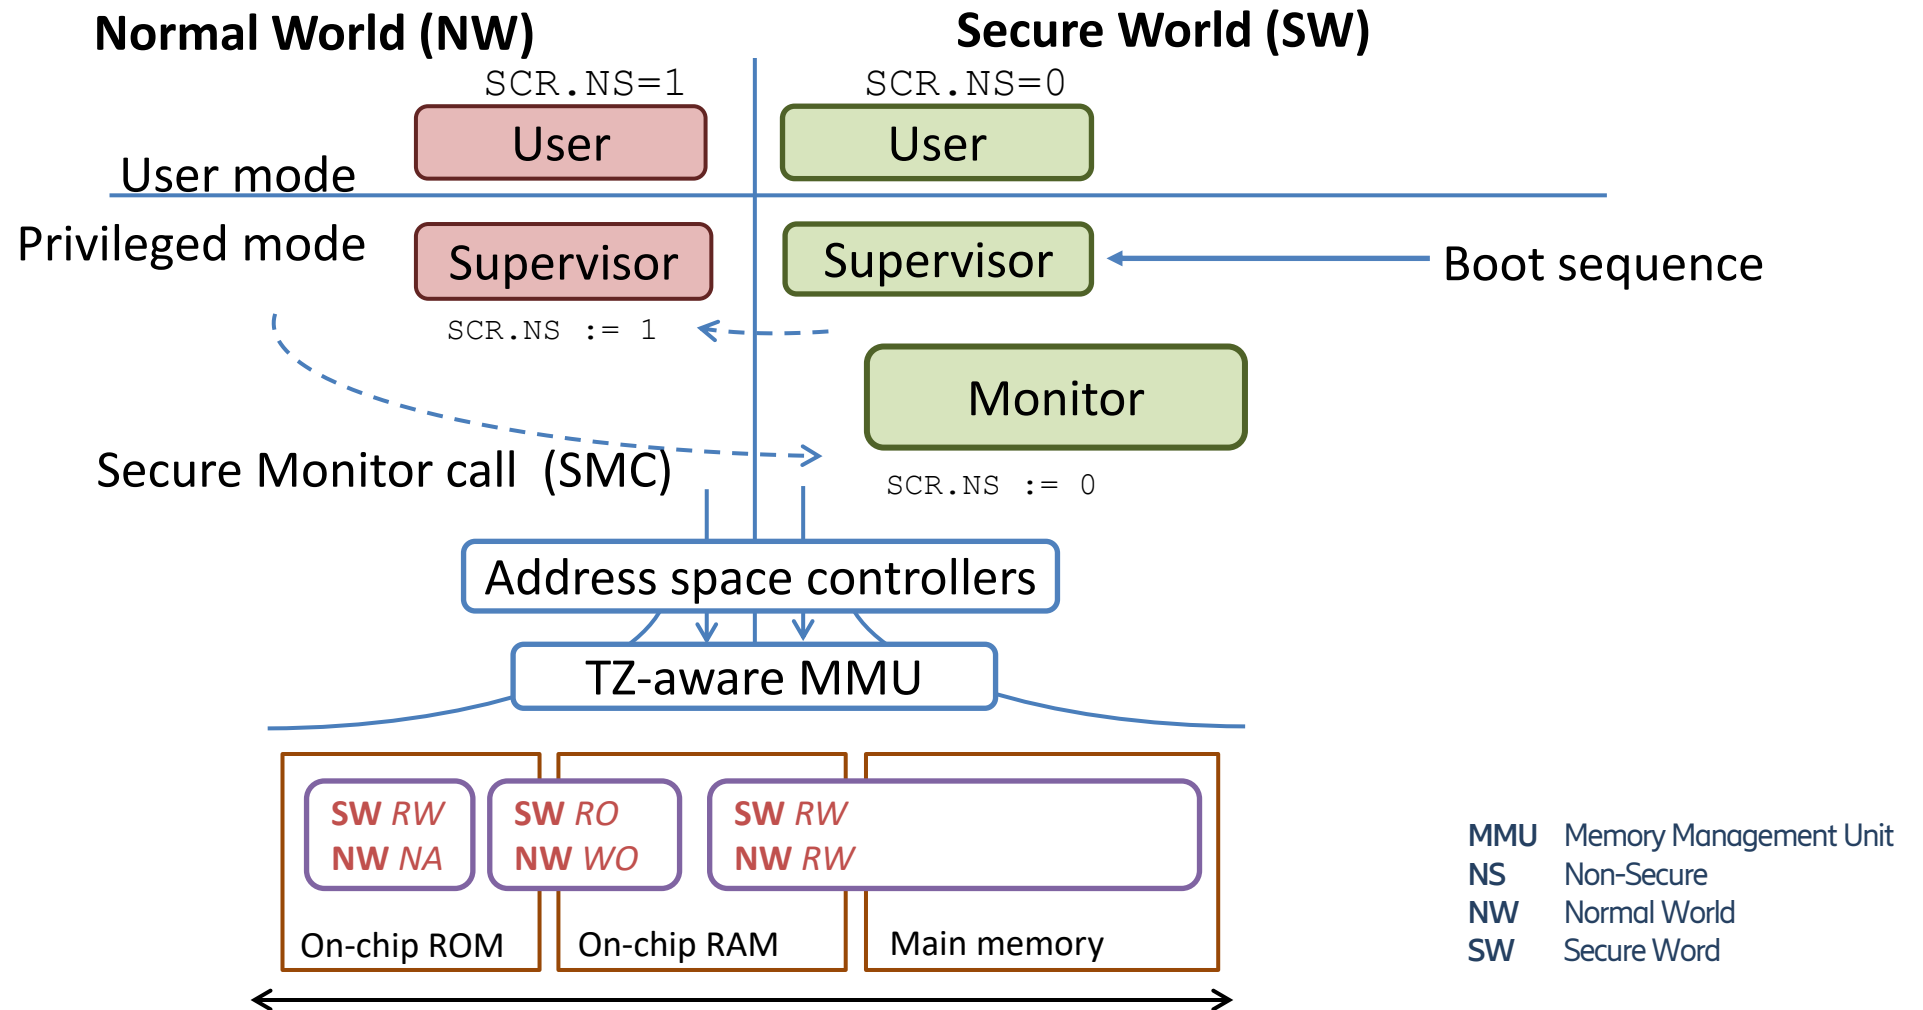 Normal World (NW)
Secure World (SW)
SCR.NS=1
SCR.NS=0
User
User
User mode
Privileged mode
Supervisor
Supervisor
Boot sequence
SCR.NS := 1
Monitor
Secure Monitor call (SMC)
SCR.NS := 0
Address space controllers
TZ-aware MMU
SW RW
NW NA
SW RO
NW WO
SW RW
NW RW
On-chip ROM
On-chip RAM
Main memory
MMU Memory Management Unit
NS Non-Secure
NW Normal World
SW Secure Word